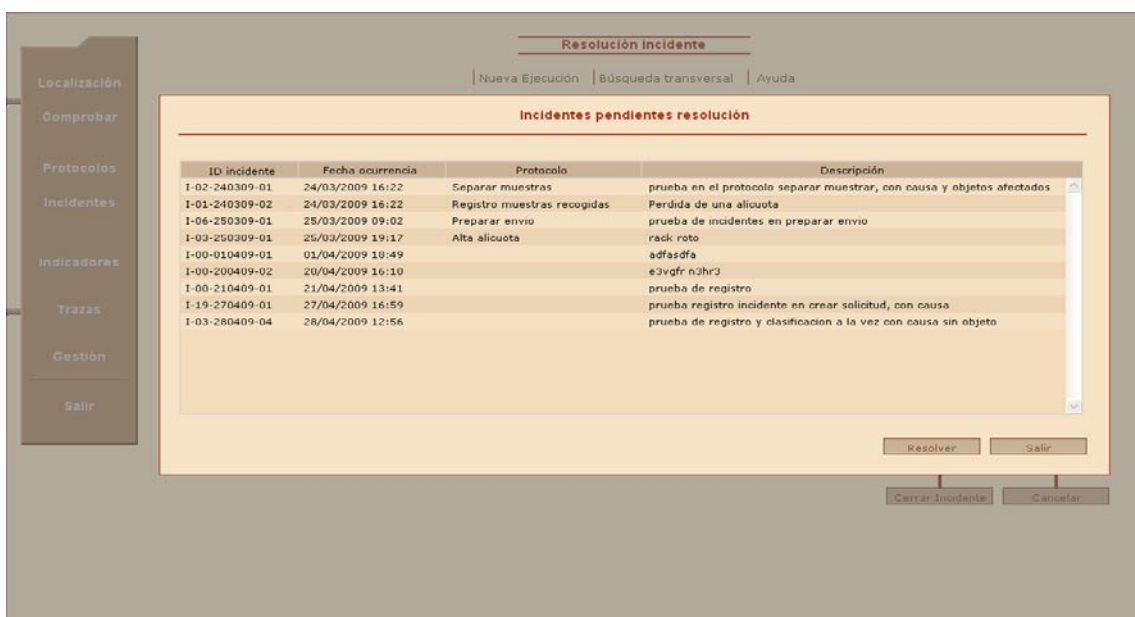 Resolución incidente
Nueva Ejecución Búsqueda transversal Ayuda
Localización
Comprobar
Protocolos
Incidentes
Indicadores
Trazas
Gestión
Salir
Incidentes pendientes resolución
ID incidente Fecha ocurrencia Protocolo Descripción
I-02-240309-01 24/03/2009 16:22 Separar muestras prueba en el protocolo separar muestrar, con causa y objetos afectados
I-01-240309-02 24/03/2009 16:22 Registro muestras recogidas Perdida de una alicuota
I-06-250309-01 25/03/2009 09:02 Preparar envio prueba de incidentes en preparar envio
I-03-250309-01 25/03/2009 19:17 Alta alicuota rack roto
I-00-010409-01 01/04/2009 18:49 adfasdfa
I-00-200409-02 20/04/2009 16:10 e3vgfr n3hr3
I-00-210409-01 21/04/2009 13:41 prueba de registro
I-19-270409-01 27/04/2009 16:59 prueba registro incidente en crear solicitud, con causa
I-03-280409-04 28/04/2009 12:56 prueba de registro y clasificacion a la vez con causa sin objeto
Resolver Salir
Cerrar Incidente Cancelar